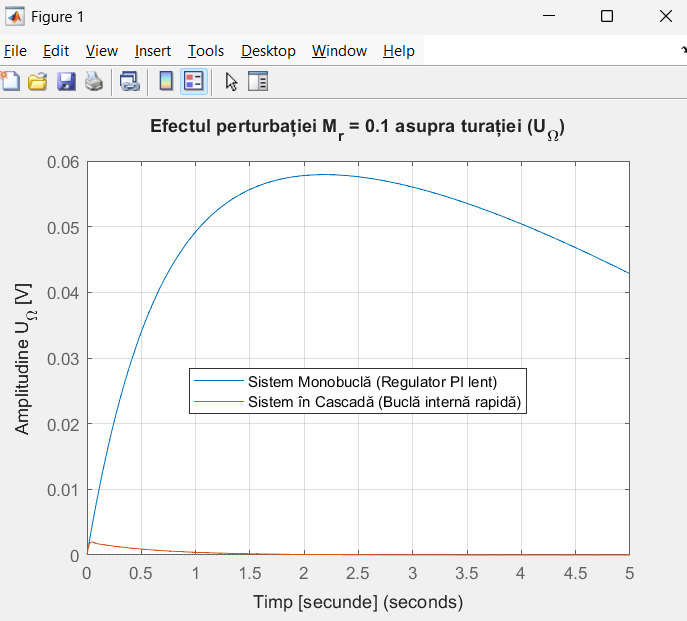 Figure 1
File Edit View Insert Tools Desktop Window Help
Efectul perturbației M_r = 0.1 asupra turației (U_Ω)
Amplitudine U_Ω [V]
0.06
0.05
0.04
0.03
0.02
0.01
0
Sistem Monobuclă (Regulator PI lent)
Sistem în Cascadă (Buclă internă rapidă)
0 0.5 1 1.5 2 2.5 3 3.5 4 4.5 5
Timp [secunde] (seconds)